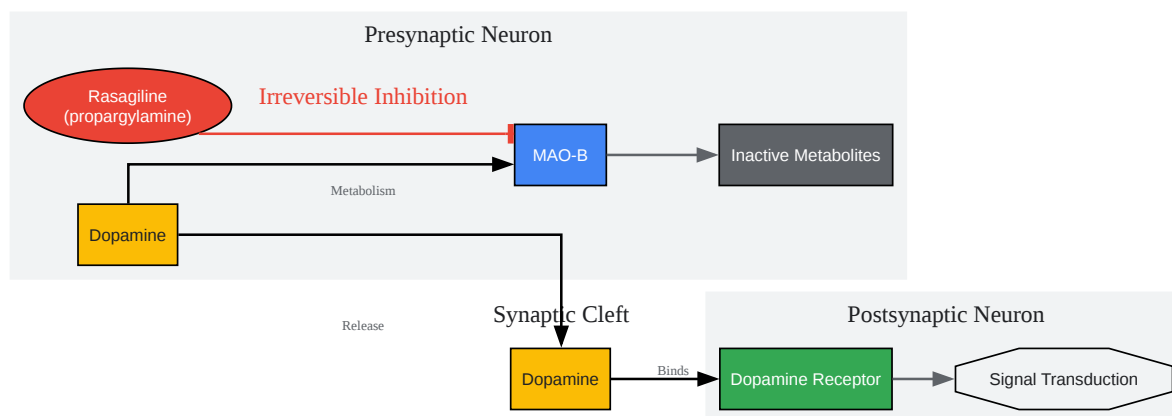 Presynaptic Neuron
Rasagiline
(propargylamine)
Irreversible Inhibition
MAO-B
Inactive Metabolites
Metabolism
Dopamine
Release
Synaptic Cleft
Postsynaptic Neuron
Dopamine
Binds
Dopamine Receptor
Signal Transduction